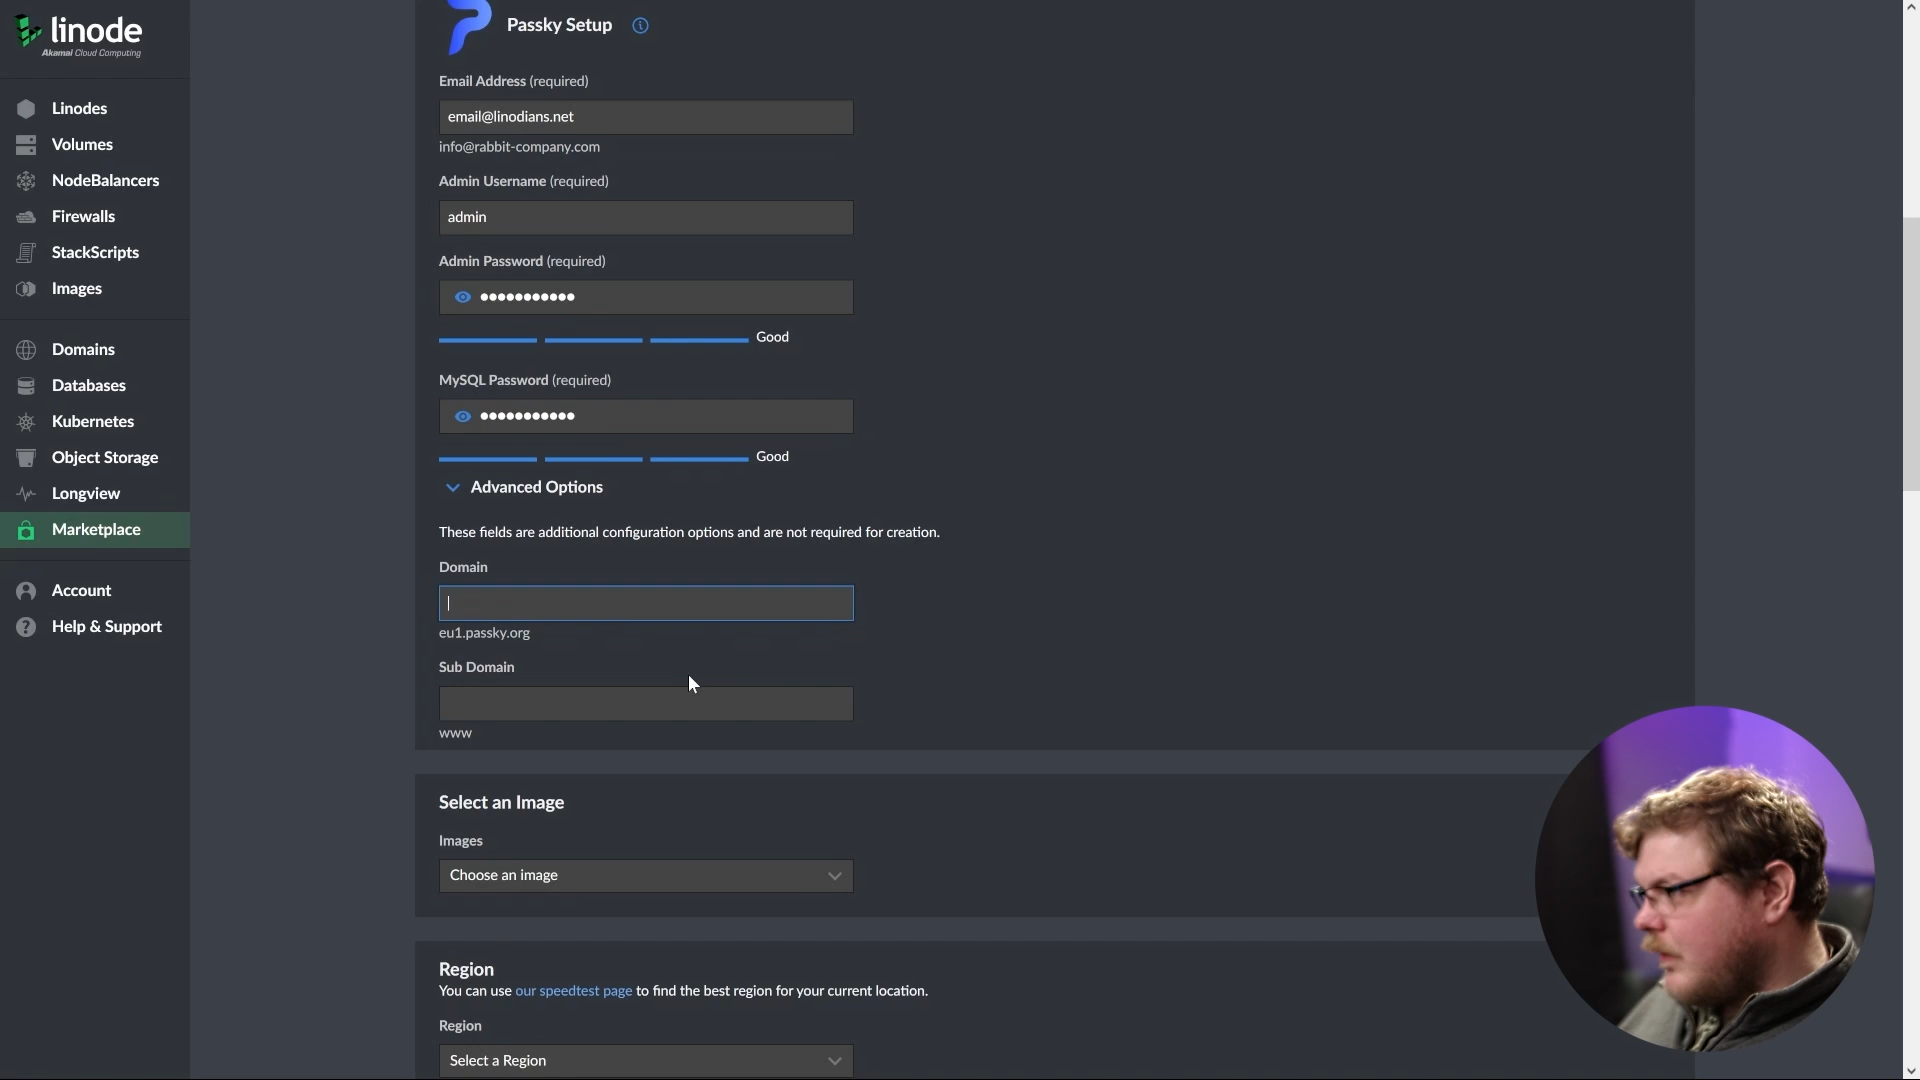 linode
Akamai Cloud Computing
Linodes
Volumes
NodeBalancers
Firewalls
StackScripts
Images
Domains
Databases
Kubernetes
Object Storage
Longview
Marketplace
Account
Help & Support
Passky Setup
Email Address (required)
email@linodians.net
info@rabbit-company.com
Admin Username (required)
admin
Admin Password (required)
•••••••••••
Good
MySQL Password (required)
•••••••••••
Good
Advanced Options
These fields are additional configuration options and are not required for creation.
Domain
eu1.passky.org
Sub Domain
www
Select an Image
Images
Choose an image
Region
You can use our speedtest page to find the best region for your current location.
Region
Select a Region